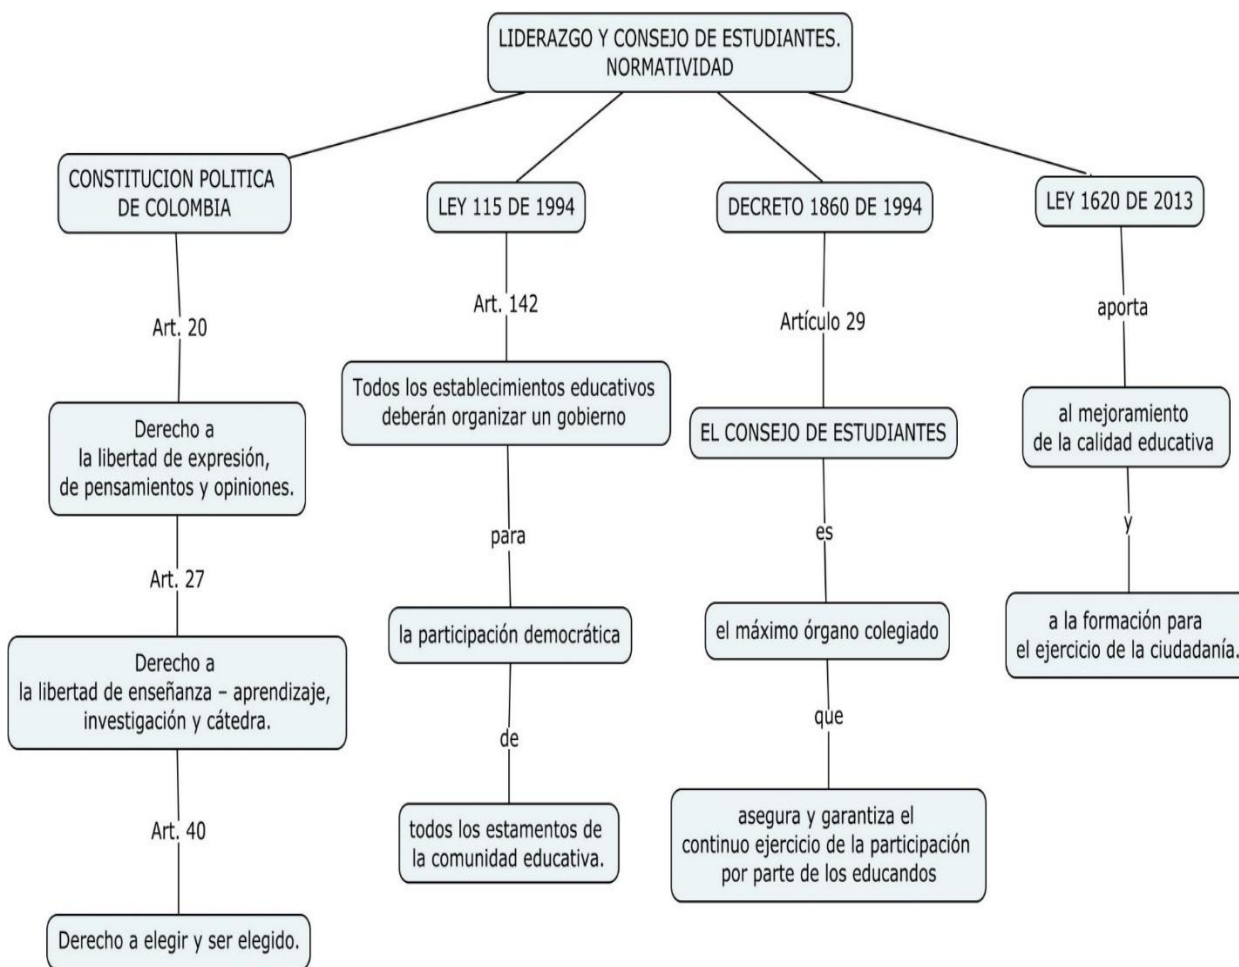 LIDERAZGO Y CONSEJO DE ESTUDIANTES.
NORMATIVIDAD
CONSTITUCION POLITICA
DE COLOMBIA
Art. 20
Derecho a
la libertad de expresión,
de pensamientos y opiniones.
Art. 27
Derecho a
la libertad de enseñanza – aprendizaje,
investigación y cátedra.
Art. 40
Derecho a elegir y ser elegido.
LEY 115 DE 1994
Art. 142
Todos los establecimientos educativos
deberán organizar un gobierno
para
la participación democrática
de
todos los estamentos de
la comunidad educativa.
DECRETO 1860 DE 1994
Artículo 29
EL CONSEJO DE ESTUDIANTES
es
el máximo órgano colegiado
que
asegura y garantiza el
continuo ejercicio de la participación
por parte de los educandos
LEY 1620 DE 2013
aporta
al mejoramiento
de la calidad educativa
y
a la formación para
el ejercicio de la ciudadanía.